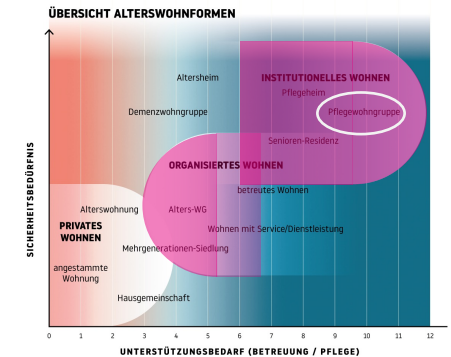 ÜBERSICHT ALTERSWOHNFORMEN
SICHERHEITSBEDÜRFNIS
Altersheim
INSTITUTIONELLES WOHNEN
Pflegeheim
Demenzwohngruppe
Pflegewohngruppe
Senioren-Residenz
ORGANISIERTES WOHNEN
betreutes Wohnen
Alterswohnung
Alters-WG
PRIVATES
WOHNEN
Wohnen mit Service/Dienstleistung
Mehrgenerationen-Siedlung
angestammte
Wohnung
Hausgemeinschaft
0 1 2 3 4 5 6 7 8 9 10 11 12
UNTERSTÜTZUNGSBEDARF (BETREUUNG / PFLEGE)